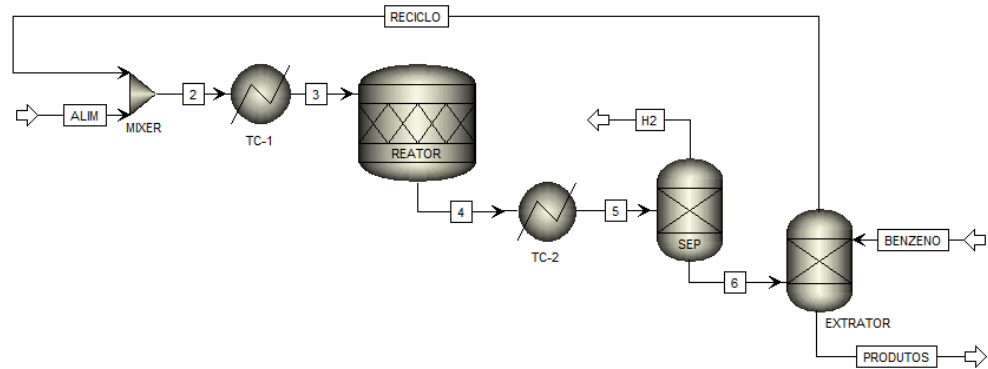 RECICLO
ALIM
MIXER
2
TC-1
3
REATOR
4
TC-2
5
H2
SEP
6
BENZENO
EXTRATOR
PRODUTOS